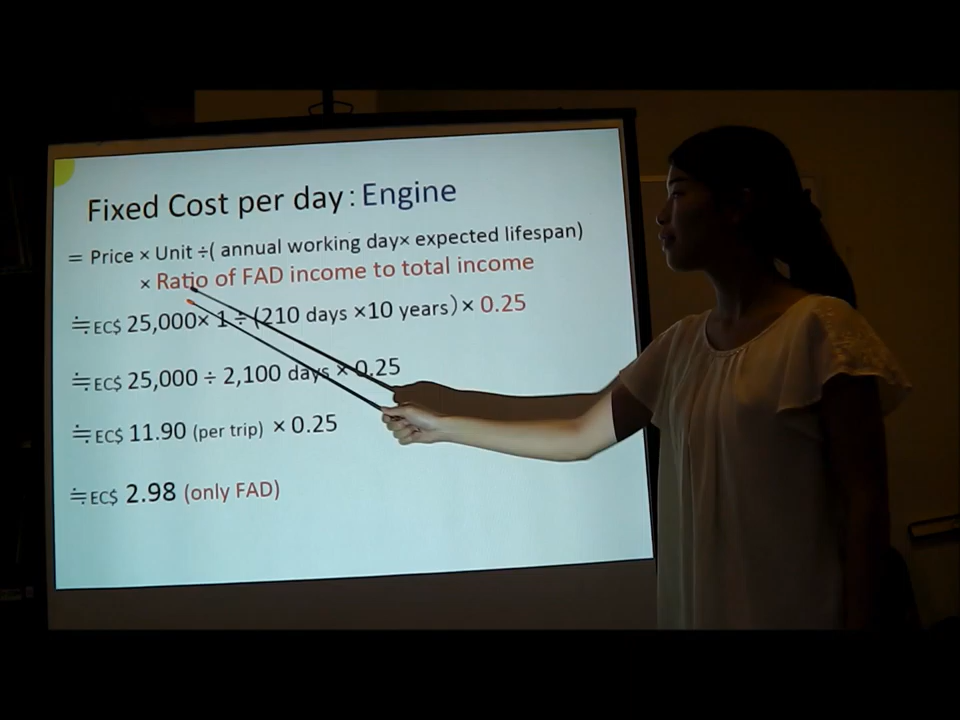 Fixed Cost per day : Engine
= Price × Unit ÷( annual working day× expected lifespan)
× Ratio of FAD income to total income
≒EC$ 25,000× 1 ÷ (210 days ×10 years) × 0.25
≒EC$ 25,000 ÷ 2,100 days × 0.25
≒EC$ 11.90 (per trip) × 0.25
≒EC$ 2.98 (only FAD)